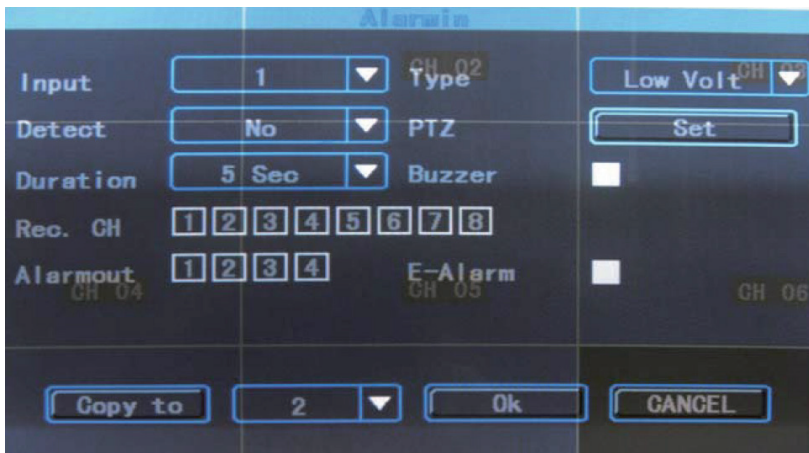 Alarmin
CH 02 CH 03
Input 1 Type Low Volt
Detect No PTZ Set
Duration 5 Sec Buzzer
Rec. CH 1 2 3 4 5 6 7 8
Alarmout 1 2 3 4 E-Alarm
CH 04 CH 05 CH 06
Copy to 2 Ok CANCEL